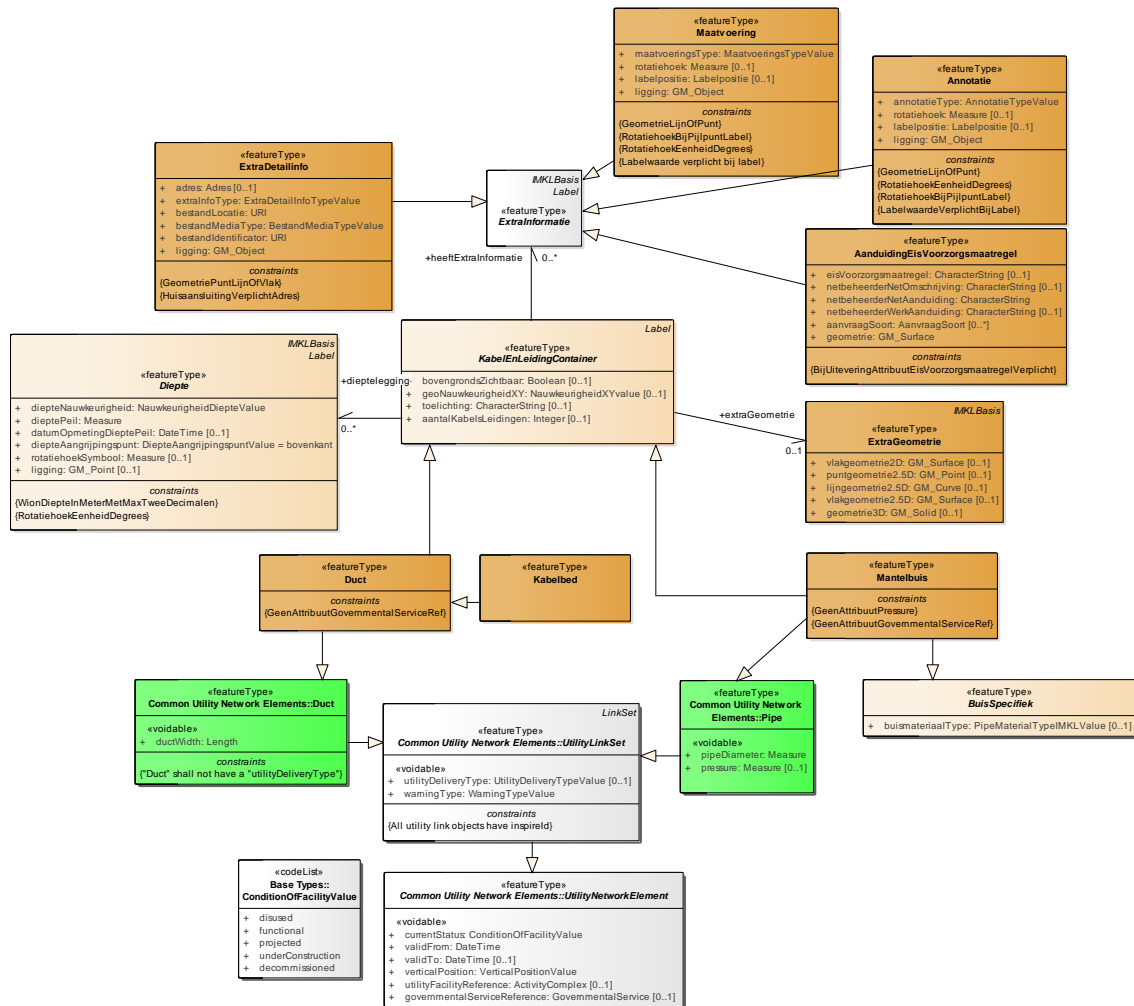 «featureType»
Maatvoering
+ maatvoeringsType: MaatvoeringsTypeValue
+ rotatiehoek: Measure [0..1]
+ labelpositie: Labelpositie [0..1]
+ ligging: GM_Object
constraints
{GeometrieLijnOfPunt}
{RotatiehoekBijPijlpuntLabel}
{RotatiehoekEenheidDegrees}
{Labelwaarde verplicht bij label}
«featureType»
Annotatie
+ annotatieType: AnnotatieTypeValue
+ rotatiehoek: Measure [0..1]
+ labelpositie: Labelpositie [0..1]
+ ligging: GM_Object
constraints
{GeometrieLijnOfPunt}
{RotatiehoekEenheidDegrees}
{RotatiehoekBijPijlpuntLabel}
{LabelwaardeVerplichtBijLabel}
«featureType»
ExtraDetailinfo
+ adres: Adres [0..1]
+ extraInfoType: ExtraDetailInfoTypeValue
+ bestandLocatie: URI
+ bestandMediaType: BestandMediaTypeValue
+ bestandIdentificator: URI
+ ligging: GM_Object
constraints
{GeometriePuntLijnOfVlak}
{HuisaansluitingVerplichtAdres}
IMKLBasis
Label
«featureType»
ExtraInformatie
+heeftExtraInformatie
0..*
«featureType»
AanduidingEisVoorzorgsmaatregel
+ eisVoorzorgsmaatregel: CharacterString [0..1]
+ netbeheerderNetOmschrijving: CharacterString [0..1]
+ netbeheerderNetAanduiding: CharacterString
+ netbeheerderWerkAanduiding: CharacterString [0..1]
+ aanvraagSoort: AanvraagSoort [0..*]
+ geometrie: GM_Surface
constraints
{BijUiteveringAttribuutEisVoorzorgsmaatregelVerplicht}
IMKLBasis
Label
«featureType»
Diepte
+ diepteNauwkeurigheid: NauwkeurigheidDiepteValue
+ dieptePeil: Measure
+ datumOpmetingDieptePeil: DateTime [0..1]
+ diepteAangrijpingspunt: DiepteAangrijpingspuntValue = bovenkant
+ rotatiehoekSymbool: Measure [0..1]
+ ligging: GM_Point [0..1]
constraints
{WionDiepteInMeterMetMaxTweeDecimalen}
{RotatiehoekEenheidDegrees}
+dieptelegging
0..*
Label
«featureType»
KabelEnLeidingContainer
+ bovengrondsZichtbaar: Boolean [0..1]
+ geoNauwkeurigheidXY: NauwkeurigheidXYvalue [0..1]
+ toelichting: CharacterString [0..1]
+ aantalKabelsLeidingen: Integer [0..1]
+extraGeometrie
0..1
IMKLBasis
«featureType»
ExtraGeometrie
+ vlakgeometrie2D: GM_Surface [0..1]
+ puntgeometrie2.5D: GM_Point [0..1]
+ lijngeometrie2.5D: GM_Curve [0..1]
+ vlakgeometrie2.5D: GM_Surface [0..1]
+ geometrie3D: GM_Solid [0..1]
«featureType»
Duct
constraints
{GeenAttribuutGovernmentalServiceRef}
«featureType»
Kabelbed
«featureType»
Mantelbuis
constraints
{GeenAttribuutPressure}
{GeenAttribuutGovernmentalServiceRef}
«featureType»
Common Utility Network Elements::Duct
«voidable»
+ ductWidth: Length
constraints
{"Duct" shall not have a "utilityDeliveryType"}
LinkSet
«featureType»
Common Utility Network Elements::UtilityLinkSet
«voidable»
+ utilityDeliveryType: UtilityDeliveryTypeValue [0..1]
+ warningType: WarningTypeValue
constraints
{All utility link objects have inspireId}
«featureType»
Common Utility Network
Elements::Pipe
«voidable»
+ pipeDiameter: Measure
+ pressure: Measure [0..1]
«featureType»
BuisSpecifiek
+ buismateriaalType: PipeMaterialTypeIMKLValue [0..1]
«codeList»
Base Types::
ConditionOfFacilityValue
+ disused
+ functional
+ projected
+ underConstruction
+ decommissioned
«featureType»
Common Utility Network Elements::UtilityNetworkElement
«voidable»
+ currentStatus: ConditionOfFacilityValue
+ validFrom: DateTime
+ validTo: DateTime [0..1]
+ verticalPosition: VerticalPositionValue
+ utilityFacilityReference: ActivityComplex [0..1]
+ governmentalServiceReference: GovernmentalService [0..1]